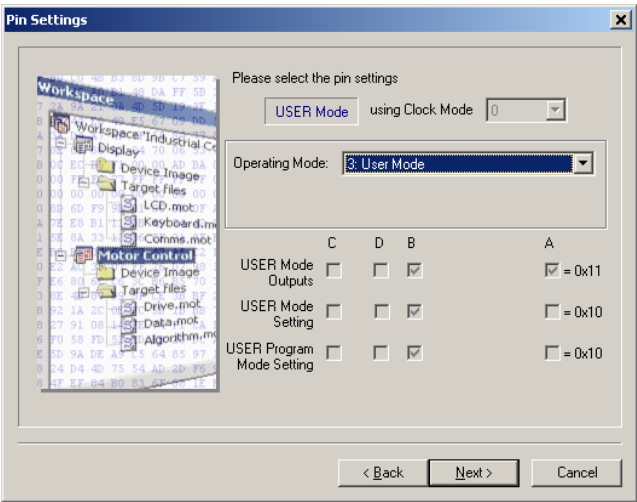 Pin Settings
Please select the pin settings
USER Mode
using Clock Mode
0
Operating Mode:
3: User Mode
C D B A
USER Mode
Outputs
= 0x11
USER Mode
Setting
= 0x10
USER Program
Mode Setting
= 0x10
Workspace
Workspace 'Industrial Co
Display
Device Image
Target files
LCD.mot
Keyboard.m
Comms.mot
Motor Control
Device Image
Target files
Drive.mot
Data.mot
Algorithm.mo
< Back
Next >
Cancel